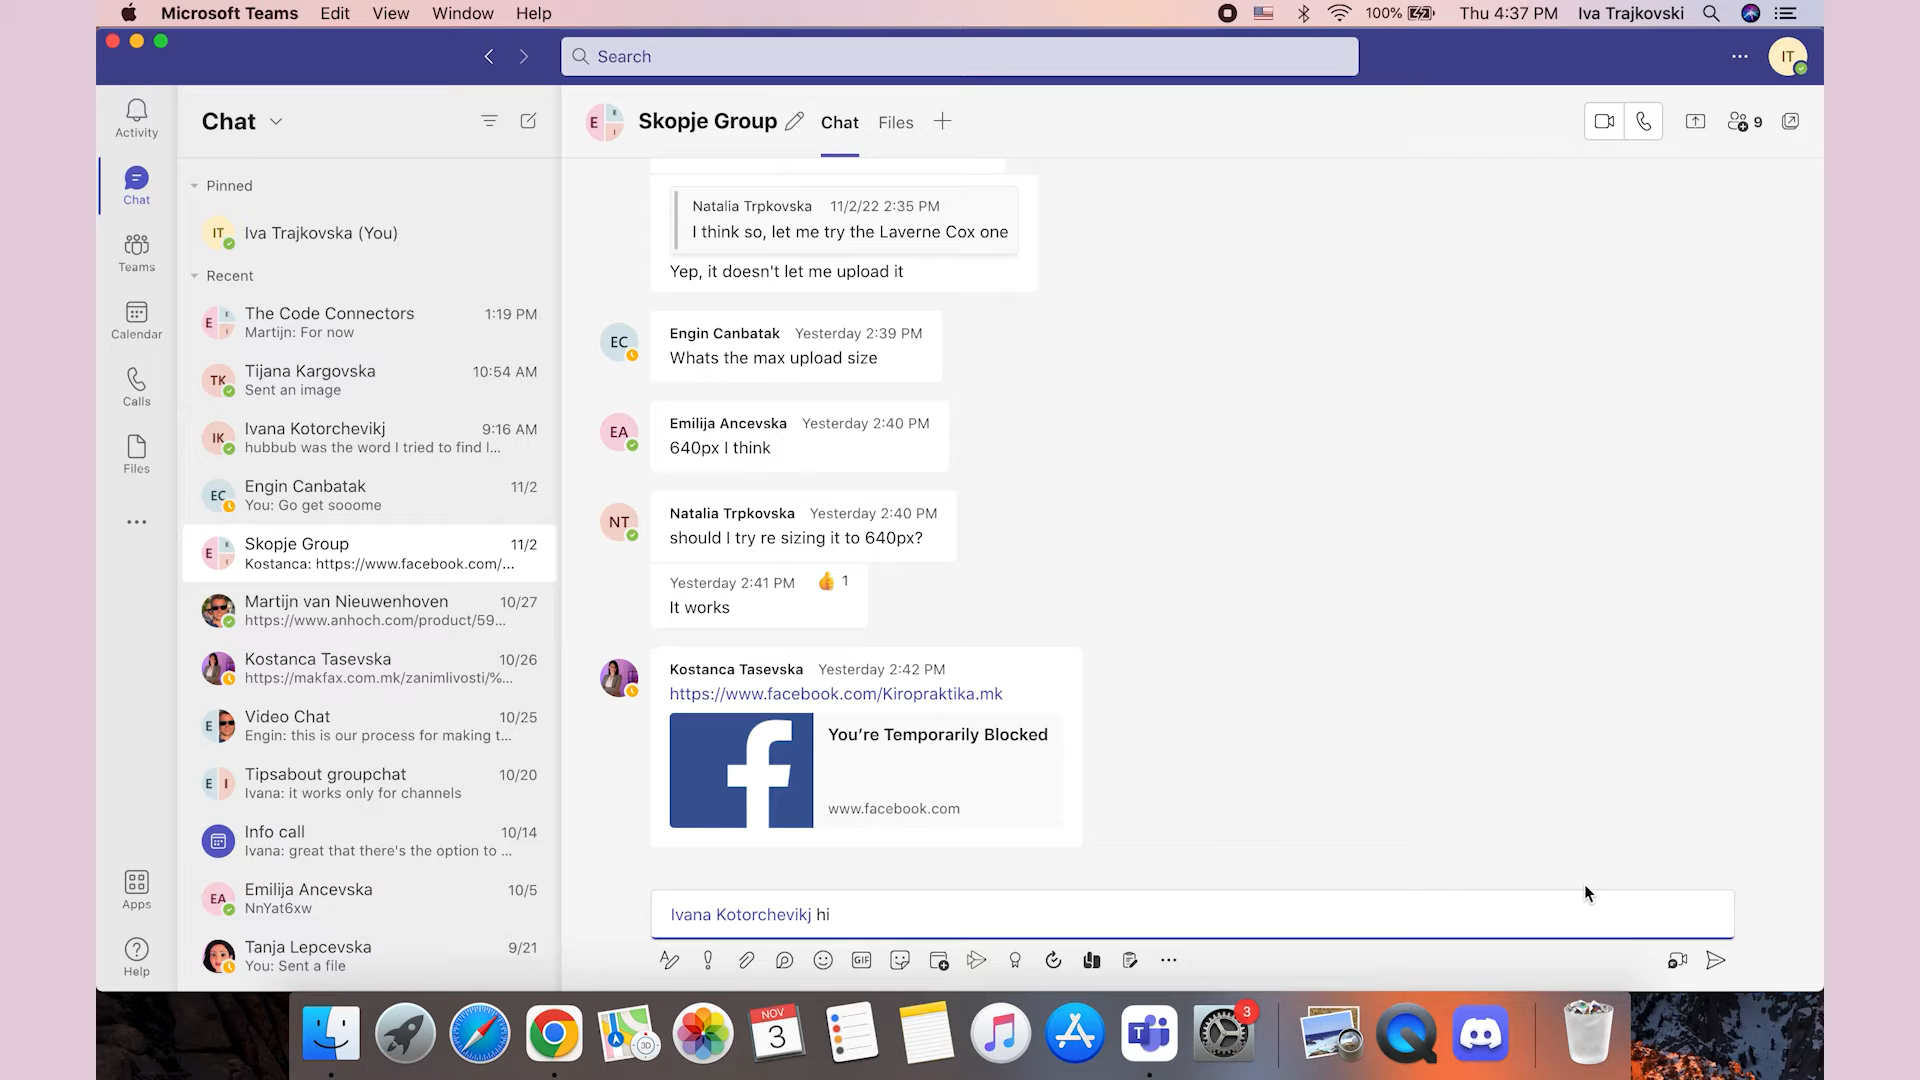 Microsoft Teams Edit View Window Help 100% Thu 4:37 PM Iva Trajkovski
Search
IT
Activity
Chat
Teams
Calendar
Calls
Files
Apps
Help
Chat
Pinned
IT Iva Trajkovska (You)
Recent
The Code Connectors 1:19 PM
E E I Martijn: For now
Tijana Kargovska 10:54 AM
TK Sent an image
Ivana Kotorchevikj 9:16 AM
IK hubbub was the word I tried to find I...
Engin Canbatak 11/2
EC You: Go get sooome
Skopje Group 11/2
E E I Kostanca: https://www.facebook.com/...
Martijn van Nieuwenhoven 10/27
https://www.anhoch.com/product/59...
Kostanca Tasevska 10/26
https://makfax.com.mk/zanimlivosti/%...
Video Chat 10/25
E Engin: this is our process for making t...
Tipsabout groupchat 10/20
E I Ivana: it works only for channels
Info call 10/14
Ivana: great that there's the option to ...
Emilija Ancevska 10/5
EA NnYat6xw
Tanja Lepcevska 9/21
You: Sent a file
E E I Skopje Group Chat Files 9
Natalia Trpkovska 11/2/22 2:35 PM
I think so, let me try the Laverne Cox one
Yep, it doesn't let me upload it
EC Engin Canbatak Yesterday 2:39 PM
Whats the max upload size
EA Emilija Ancevska Yesterday 2:40 PM
640px I think
NT Natalia Trpkovska Yesterday 2:40 PM
should I try re sizing it to 640px?
Yesterday 2:41 PM 👍 1
It works
Kostanca Tasevska Yesterday 2:42 PM
https://www.facebook.com/Kiropraktika.mk
You're Temporarily Blocked
www.facebook.com
Ivana Kotorchevikj hi
GIF
3D
NOV
3
T
3